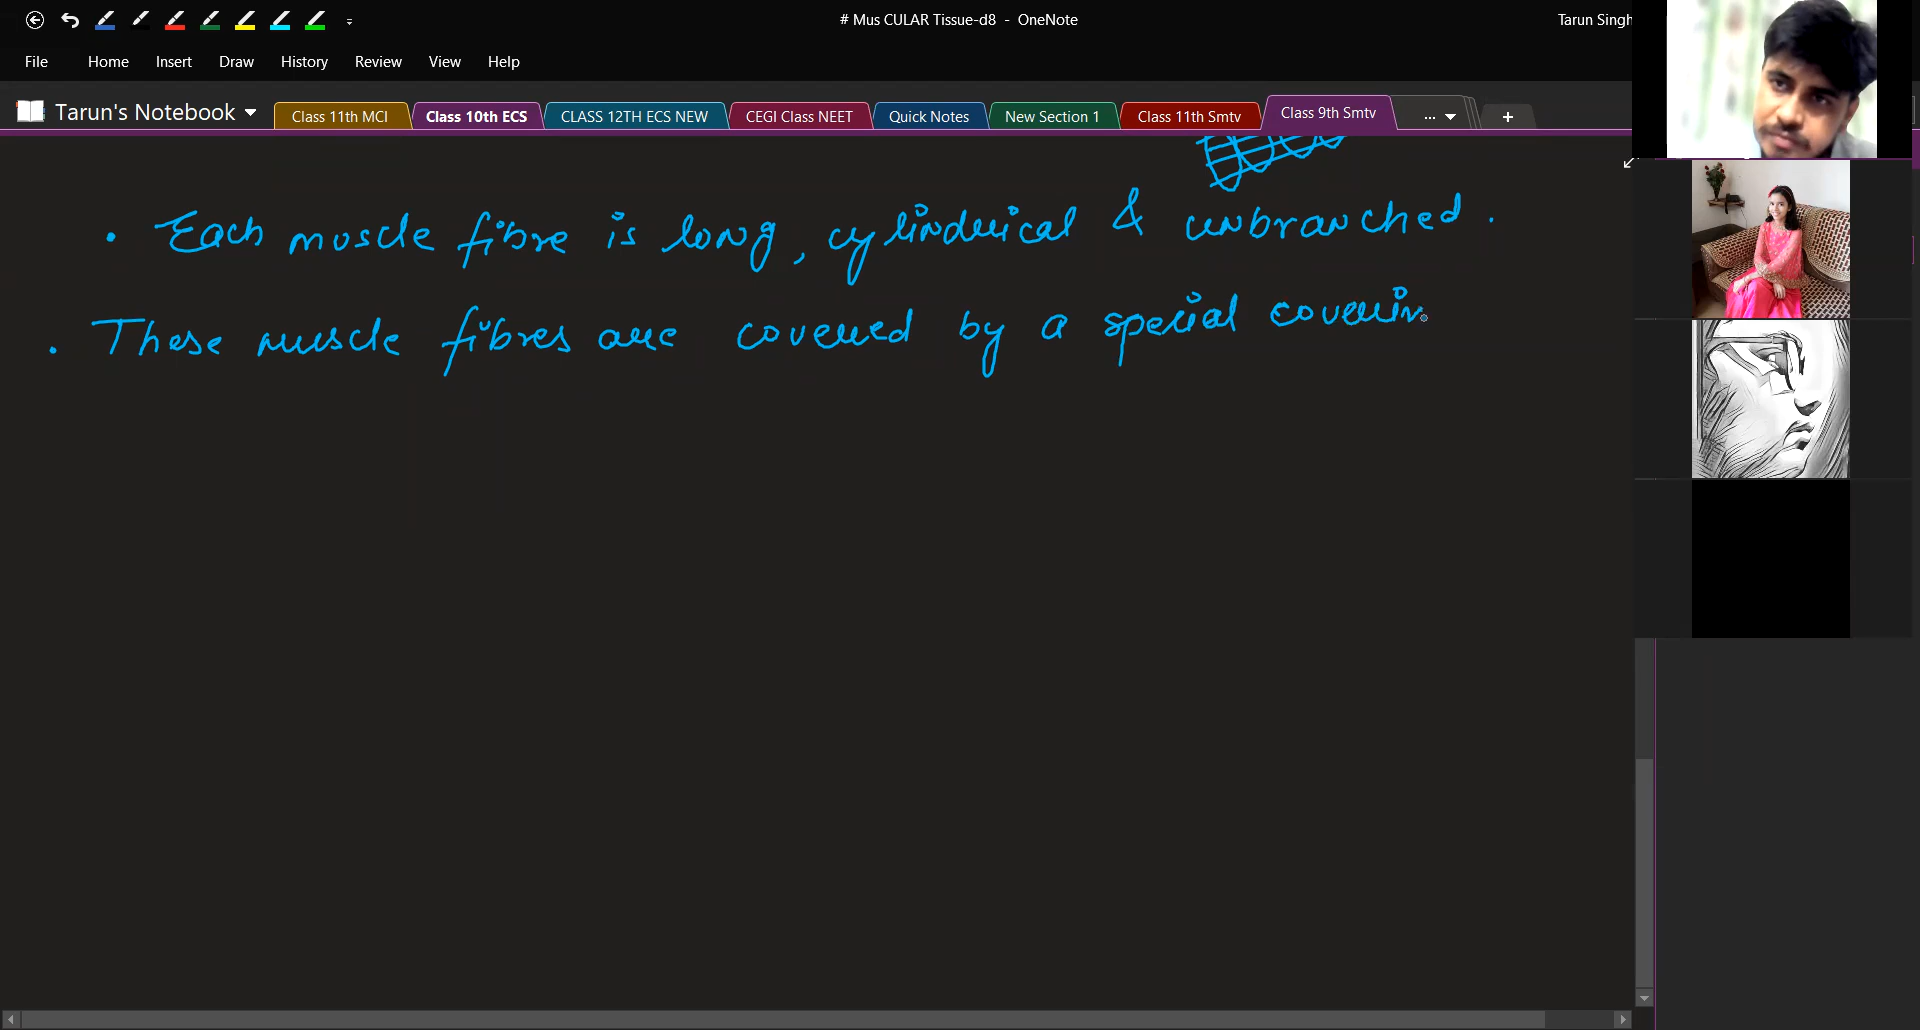 # Mus CULAR Tissue-d8 - OneNote
Tarun Singh
File Home Insert Draw History Review View Help
Tarun's Notebook
Class 11th MCI Class 10th ECS CLASS 12TH ECS NEW CEGI Class NEET Quick Notes New Section 1 Class 11th Smtv Class 9th Smtv ... +
• Each muscle fibre is long, cylindrical & unbranched.
• These muscle fibres are covered by a special coverin